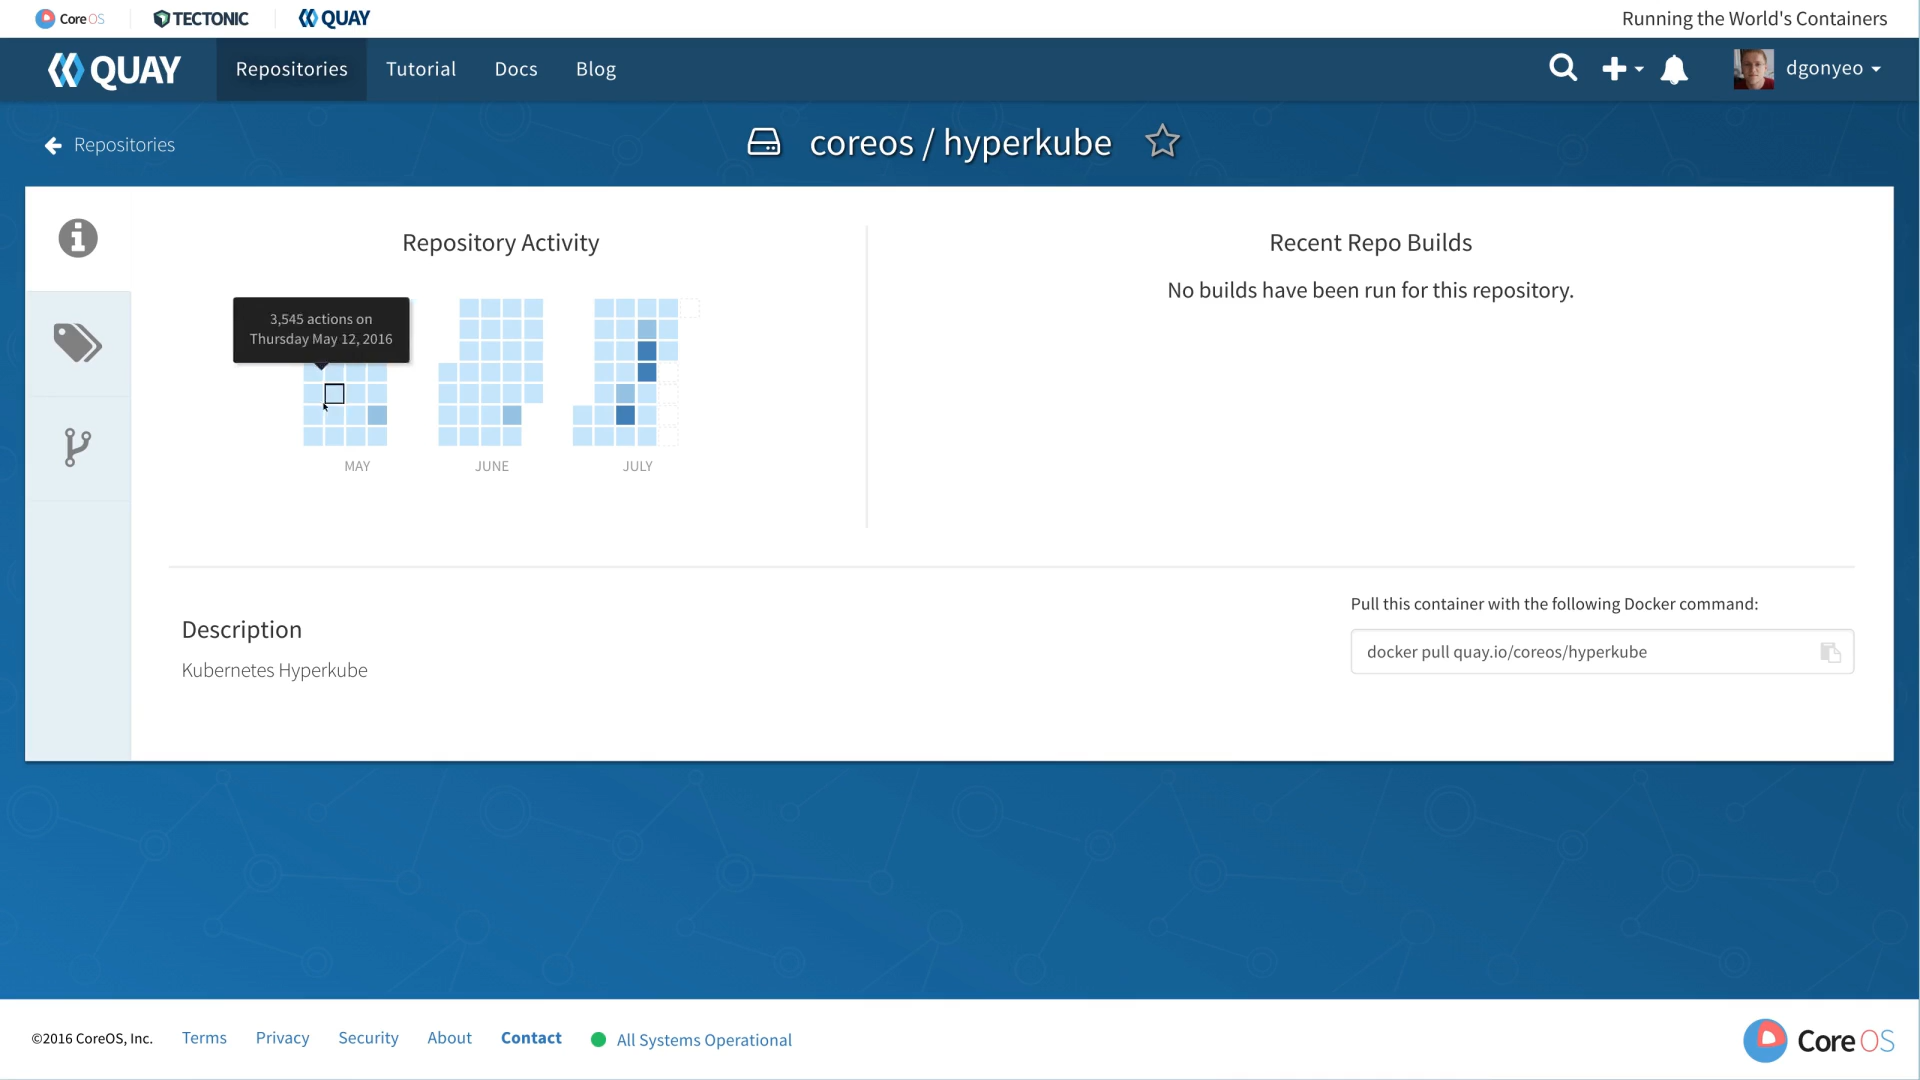 CoreOS TECTONIC QUAY Running the World's Containers
QUAY Repositories Tutorial Docs Blog dgonyeo
Repositories coreos / hyperkube
Repository Activity
3,545 actions on
Thursday May 12, 2016
MAY JUNE JULY
Recent Repo Builds
No builds have been run for this repository.
Description
Kubernetes Hyperkube
Pull this container with the following Docker command:
docker pull quay.io/coreos/hyperkube
©2016 CoreOS, Inc. Terms Privacy Security About Contact All Systems Operational CoreOS